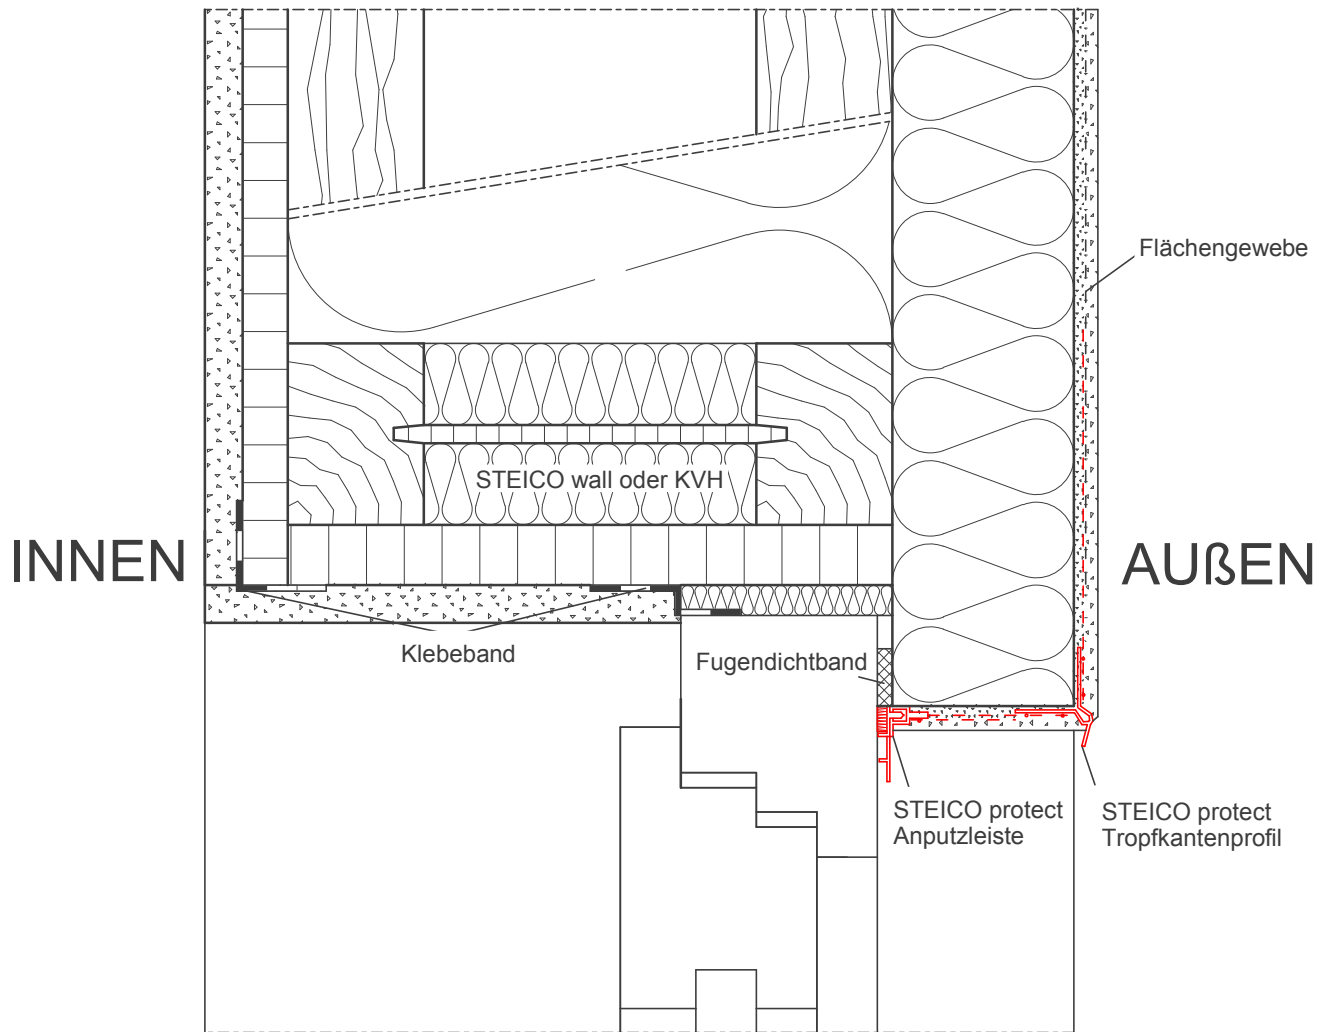 Flächengewebe
STEICO wall oder KVH
INNEN
AUßEN
Klebeband
Fugendichtband
STEICO protect
Anputzleiste
STEICO protect
Tropfkantenprofil